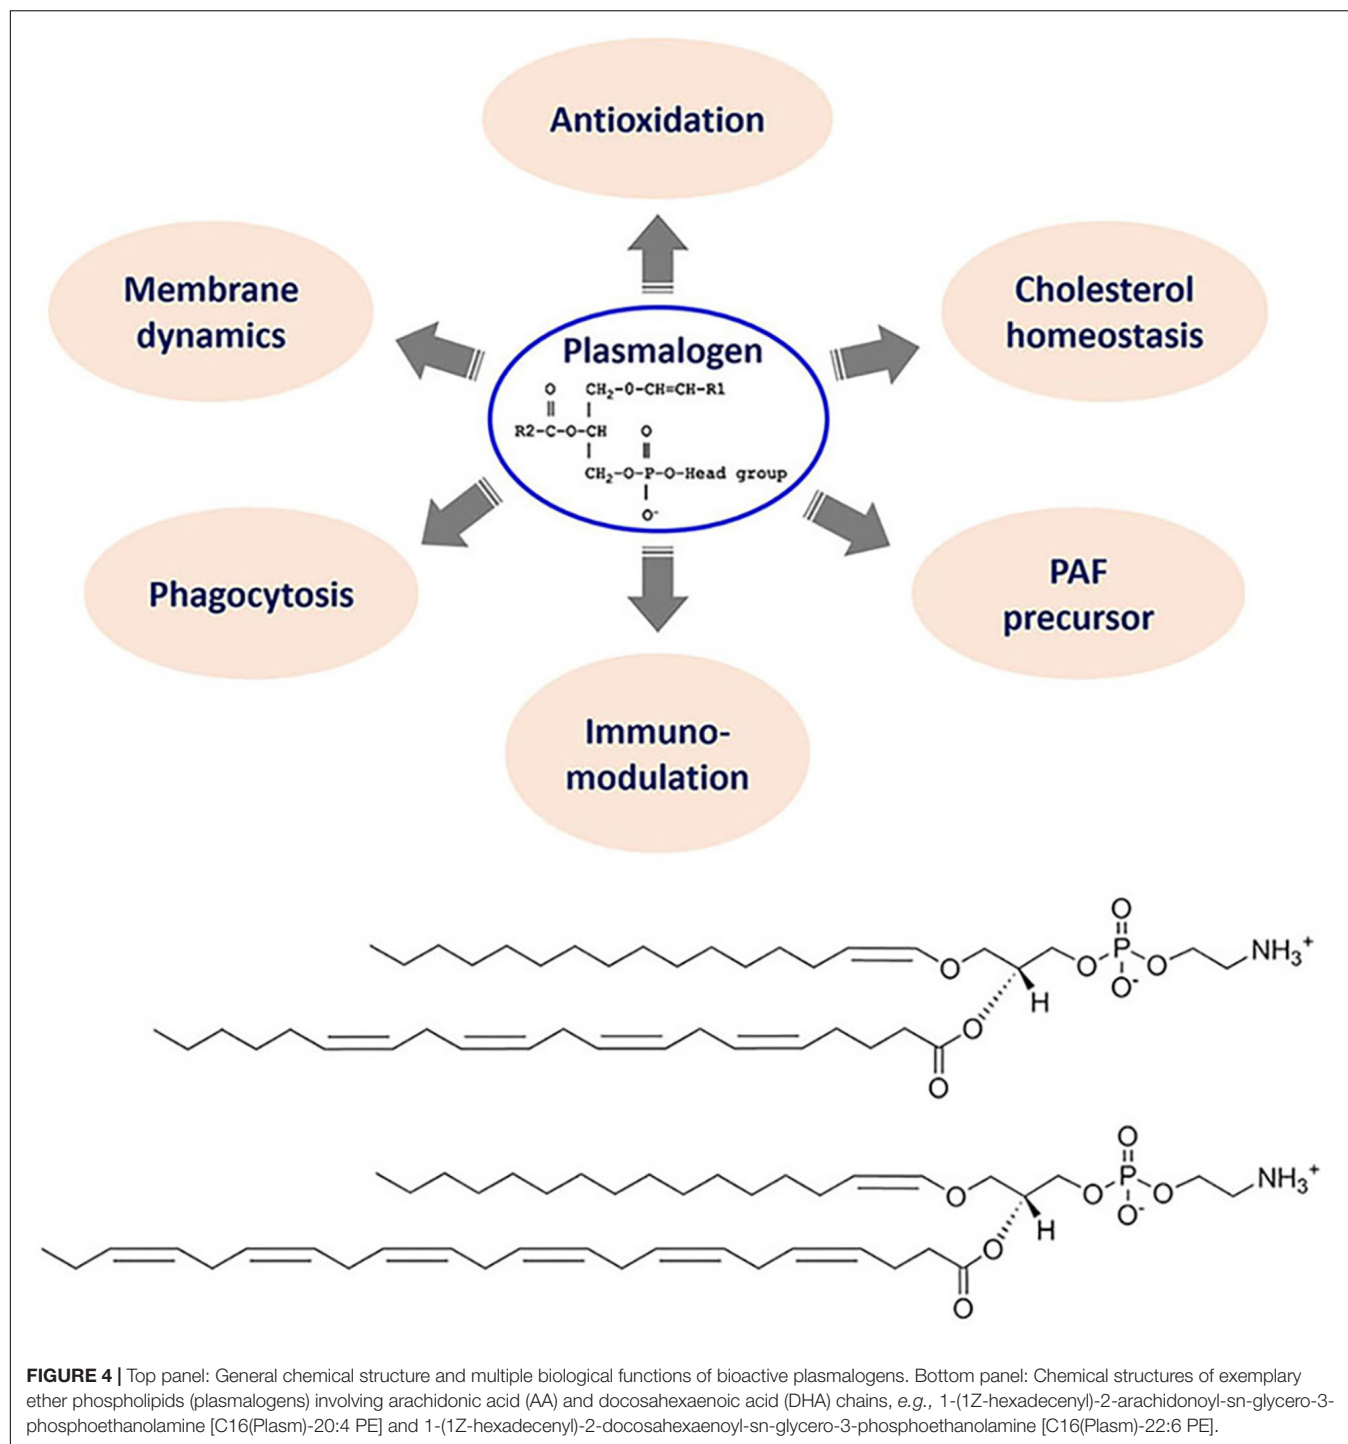 Antioxidation
Membrane
dynamics
Cholesterol
homeostasis
Plasmalogen
O CH2-O-CH=CH-R1
|| |
R2-C-O-CH O
| ||
CH2-O-P-O-Head group
|
O-
Phagocytosis
PAF
precursor
Immuno-
modulation
O
O O P O NH3+
O-
H
O
O
O
O O P O NH3+
O-
H
O
O
FIGURE 4 | Top panel: General chemical structure and multiple biological functions of bioactive plasmalogens. Bottom panel: Chemical structures of exemplary
ether phospholipids (plasmalogens) involving arachidonic acid (AA) and docosahexaenoic acid (DHA) chains, e.g., 1-(1Z-hexadecenyl)-2-arachidonoyl-sn-glycero-3-
phosphoethanolamine [C16(Plasm)-20:4 PE] and 1-(1Z-hexadecenyl)-2-docosahexaenoyl-sn-glycero-3-phosphoethanolamine [C16(Plasm)-22:6 PE].